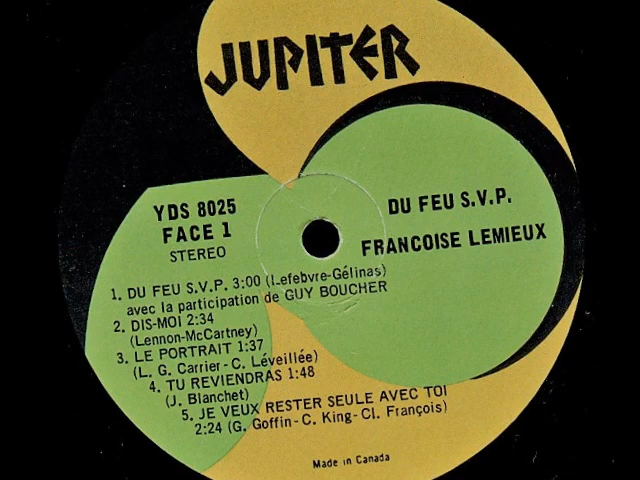 JUPITER
YDS 8025
FACE 1
STEREO
DU FEU S.V.P.
FRANCOISE LEMIEUX
1. DU FEU S.V.P. 3:00 (Lefebvre-Gélinas)
avec la participation de GUY BOUCHER
2. DIS-MOI 2:34
(Lennon-McCartney)
3. LE PORTRAIT 1:37
(L. G. Carrier - C. Léveillée)
4. TU REVIENDRAS 1:48
(J. Blanchet)
5. JE VEUX RESTER SEULE AVEC TOI
2:24 (G. Goffin - C. King - Cl. François)
Made in Canada